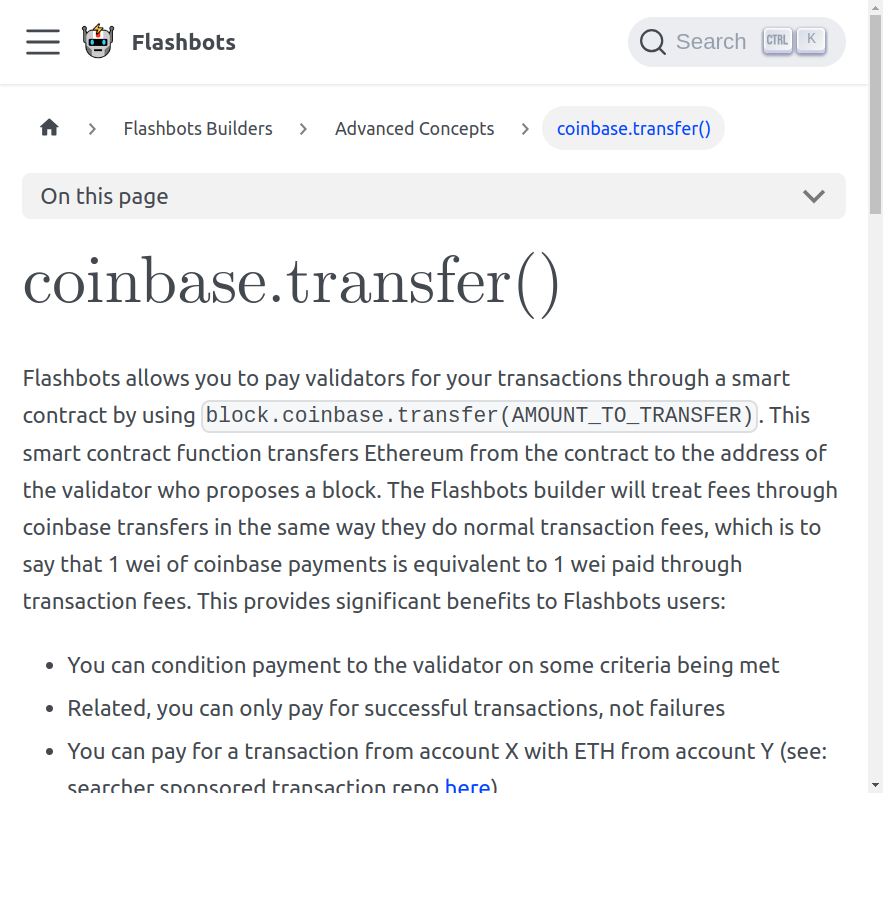 Flashbots
Search CTRL K
Flashbots Builders > Advanced Concepts > coinbase.transfer()
On this page
coinbase.transfer()
Flashbots allows you to pay validators for your transactions through a smart
contract by using block.coinbase.transfer(AMOUNT_TO_TRANSFER). This
smart contract function transfers Ethereum from the contract to the address of
the validator who proposes a block. The Flashbots builder will treat fees through
coinbase transfers in the same way they do normal transaction fees, which is to
say that 1 wei of coinbase payments is equivalent to 1 wei paid through
transaction fees. This provides significant benefits to Flashbots users:
• You can condition payment to the validator on some criteria being met
• Related, you can only pay for successful transactions, not failures
• You can pay for a transaction from account X with ETH from account Y (see:
searcher sponsored transaction repo here)